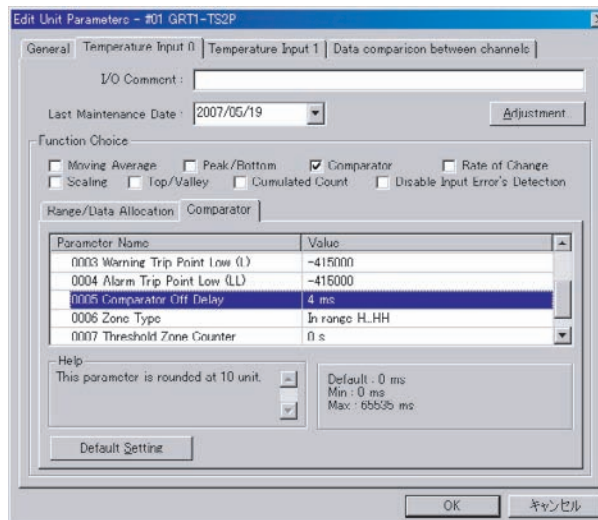 Edit Unit Parameters - #01 GRT1-TS2P
General Temperature Input 0 Temperature Input 1 Data comparison between channels
I/O Comment :
Last Maintenance Date : 2007/05/19 Adjustment...
Function Choice
Moving Average Peak/Bottom Comparator Rate of Change
Scaling Top/Valley Cumulated Count Disable Input Error's Detection
Range/Data Allocation Comparator
Parameter Name Value
0003 Warning Trip Point Low (L) -415000
0004 Alarm Trip Point Low (LL) -415000
0005 Comparator Off Delay 4 ms
0006 Zone Type In range H..HH
0007 Threshold Zone Counter 0 s
Help
This parameter is rounded at 10 unit.
Default : 0 ms
Min : 0 ms
Max : 65535 ms
Default Setting
OK キャンセル